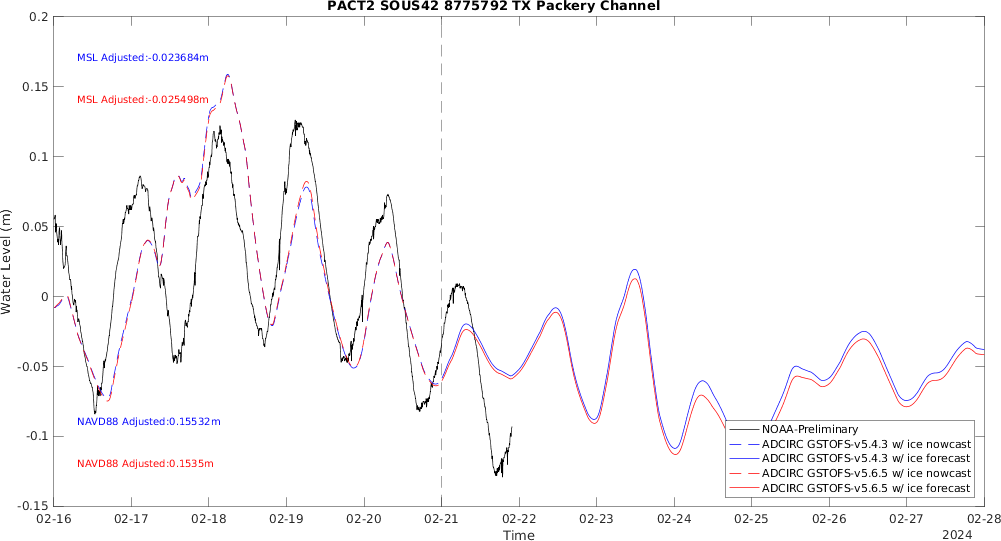 PACT2 SOUS42 8775792 TX Packery Channel
0.2
0.15
0.1
0.05
0
-0.05
-0.1
-0.15
Water Level (m)
MSL Adjusted:-0.023684m
MSL Adjusted:-0.025498m
NAVD88 Adjusted:0.15532m
NAVD88 Adjusted:0.1535m
NOAA-Preliminary
ADCIRC GSTOFS-v5.4.3 w/ ice nowcast
ADCIRC GSTOFS-v5.4.3 w/ ice forecast
ADCIRC GSTOFS-v5.6.5 w/ ice nowcast
ADCIRC GSTOFS-v5.6.5 w/ ice forecast
02-16 02-17 02-18 02-19 02-20 02-21 02-22 02-23 02-24 02-25 02-26 02-27 02-28
Time
2024